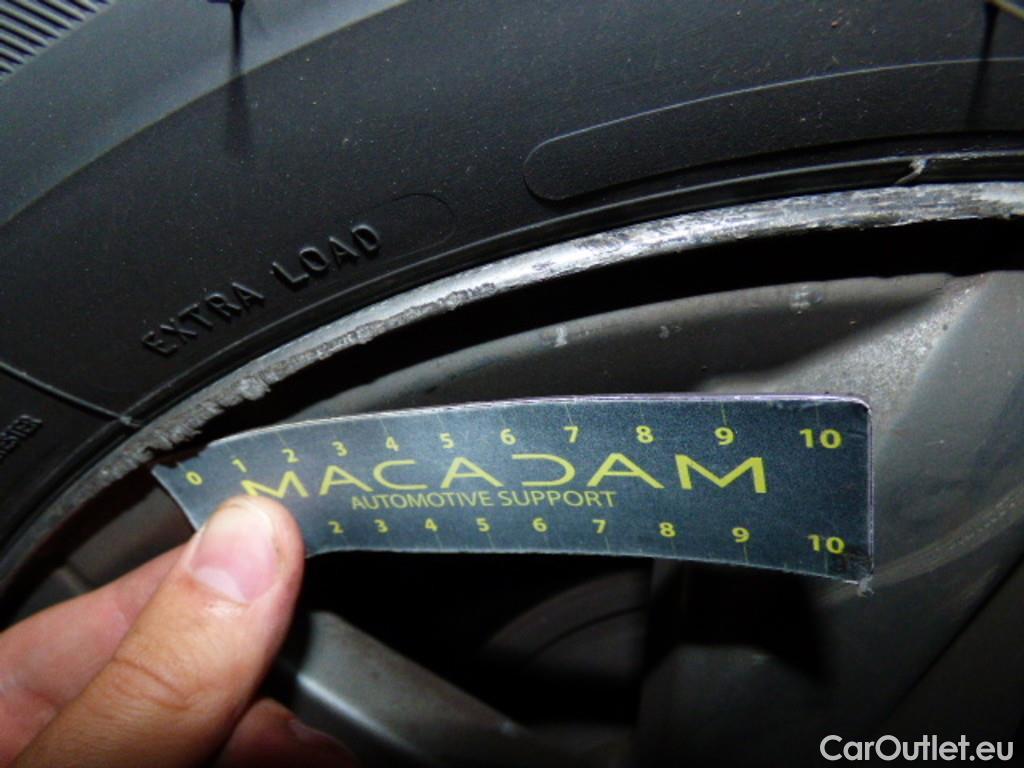 EXTRA LOAD
0 1 2 3 4 5 6 7 8 9 10
MACADAM
AUTOMOTIVE SUPPORT
2 3 4 5 6 7 8 9 10
CarOutlet.eu